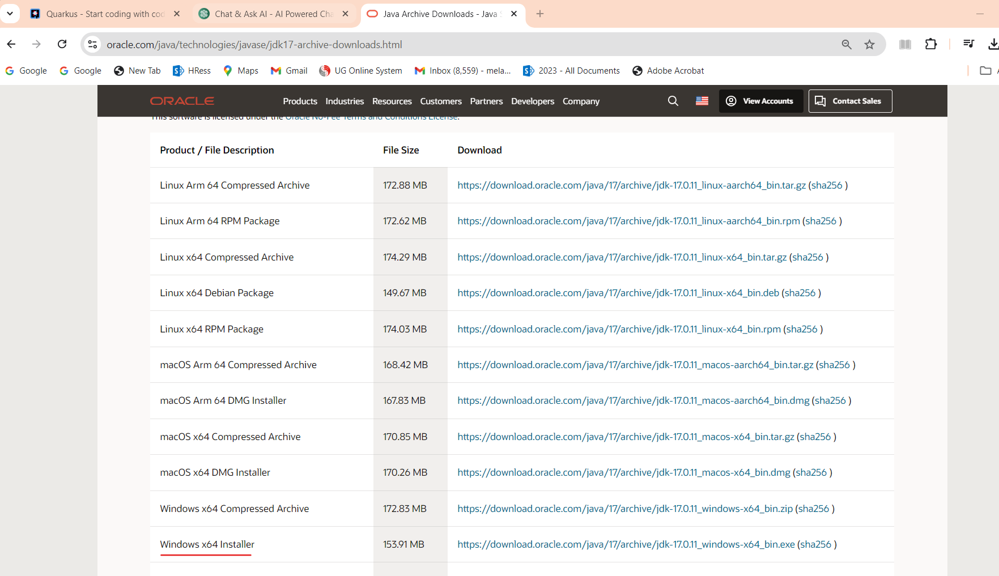 Quarkus - Start coding with cod
Chat & Ask AI - AI Powered Cha
Java Archive Downloads - Java S
oracle.com/java/technologies/javase/jdk17-archive-downloads.html
Google
Google
New Tab
HRess
Maps
Gmail
UG Online System
Inbox (8,559) - mela...
2023 - All Documents
Adobe Acrobat
ORACLE
Products Industries Resources Customers Partners Developers Company
View Accounts
Contact Sales
This software is licensed under the Oracle No-Fee Terms and Conditions License.
Product / File Description File Size Download
Linux Arm 64 Compressed Archive 172.88 MB https://download.oracle.com/java/17/archive/jdk-17.0.11_linux-aarch64_bin.tar.gz (sha256 )
Linux Arm 64 RPM Package 172.62 MB https://download.oracle.com/java/17/archive/jdk-17.0.11_linux-aarch64_bin.rpm (sha256 )
Linux x64 Compressed Archive 174.29 MB https://download.oracle.com/java/17/archive/jdk-17.0.11_linux-x64_bin.tar.gz (sha256 )
Linux x64 Debian Package 149.67 MB https://download.oracle.com/java/17/archive/jdk-17.0.11_linux-x64_bin.deb (sha256 )
Linux x64 RPM Package 174.03 MB https://download.oracle.com/java/17/archive/jdk-17.0.11_linux-x64_bin.rpm (sha256 )
macOS Arm 64 Compressed Archive 168.42 MB https://download.oracle.com/java/17/archive/jdk-17.0.11_macos-aarch64_bin.tar.gz (sha256 )
macOS Arm 64 DMG Installer 167.83 MB https://download.oracle.com/java/17/archive/jdk-17.0.11_macos-aarch64_bin.dmg (sha256 )
macOS x64 Compressed Archive 170.85 MB https://download.oracle.com/java/17/archive/jdk-17.0.11_macos-x64_bin.tar.gz (sha256 )
macOS x64 DMG Installer 170.26 MB https://download.oracle.com/java/17/archive/jdk-17.0.11_macos-x64_bin.dmg (sha256 )
Windows x64 Compressed Archive 172.83 MB https://download.oracle.com/java/17/archive/jdk-17.0.11_windows-x64_bin.zip (sha256 )
Windows x64 Installer 153.91 MB https://download.oracle.com/java/17/archive/jdk-17.0.11_windows-x64_bin.exe (sha256 )